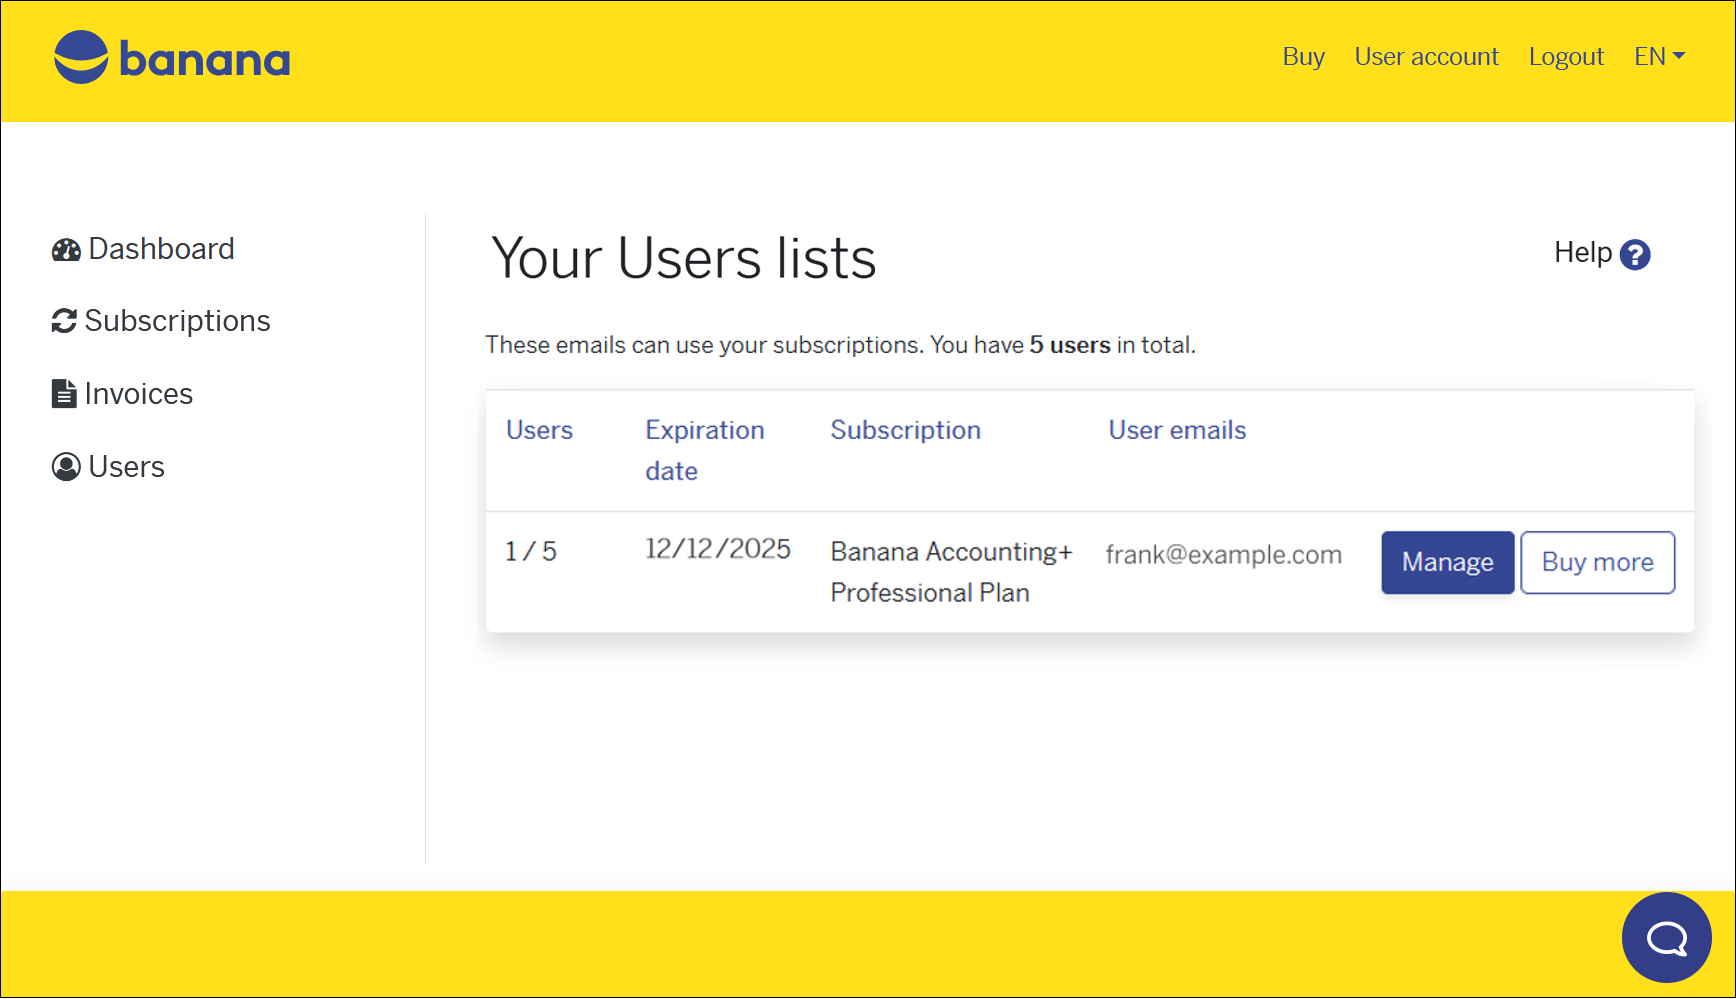 banana
Buy User account Logout EN
Dashboard
Subscriptions
Invoices
Users
Your Users lists
Help ?
These emails can use your subscriptions. You have 5 users in total.
Users Expiration date Subscription User emails
1 / 5 12/12/2025 Banana Accounting+ Professional Plan frank@example.com Manage Buy more